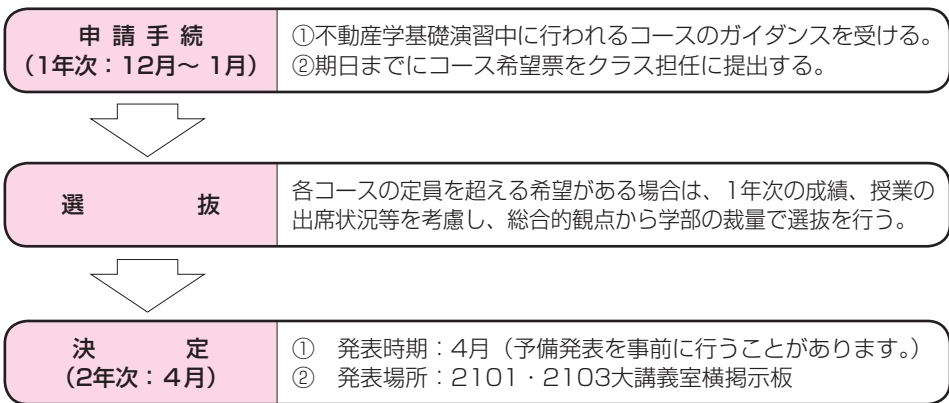 申請手続
(1年次：12月～1月)
①不動産学基礎演習中に行われるコースのガイダンスを受ける。
②期日までにコース希望票をクラス担任に提出する。
選　　抜
各コースの定員を超える希望がある場合は、1年次の成績、授業の
出席状況等を考慮し、総合的観点から学部の裁量で選抜を行う。
決　　定
(2年次：4月)
①　発表時期：4月（予備発表を事前に行うことがあります。）
②　発表場所：2101・2103大講義室横掲示板